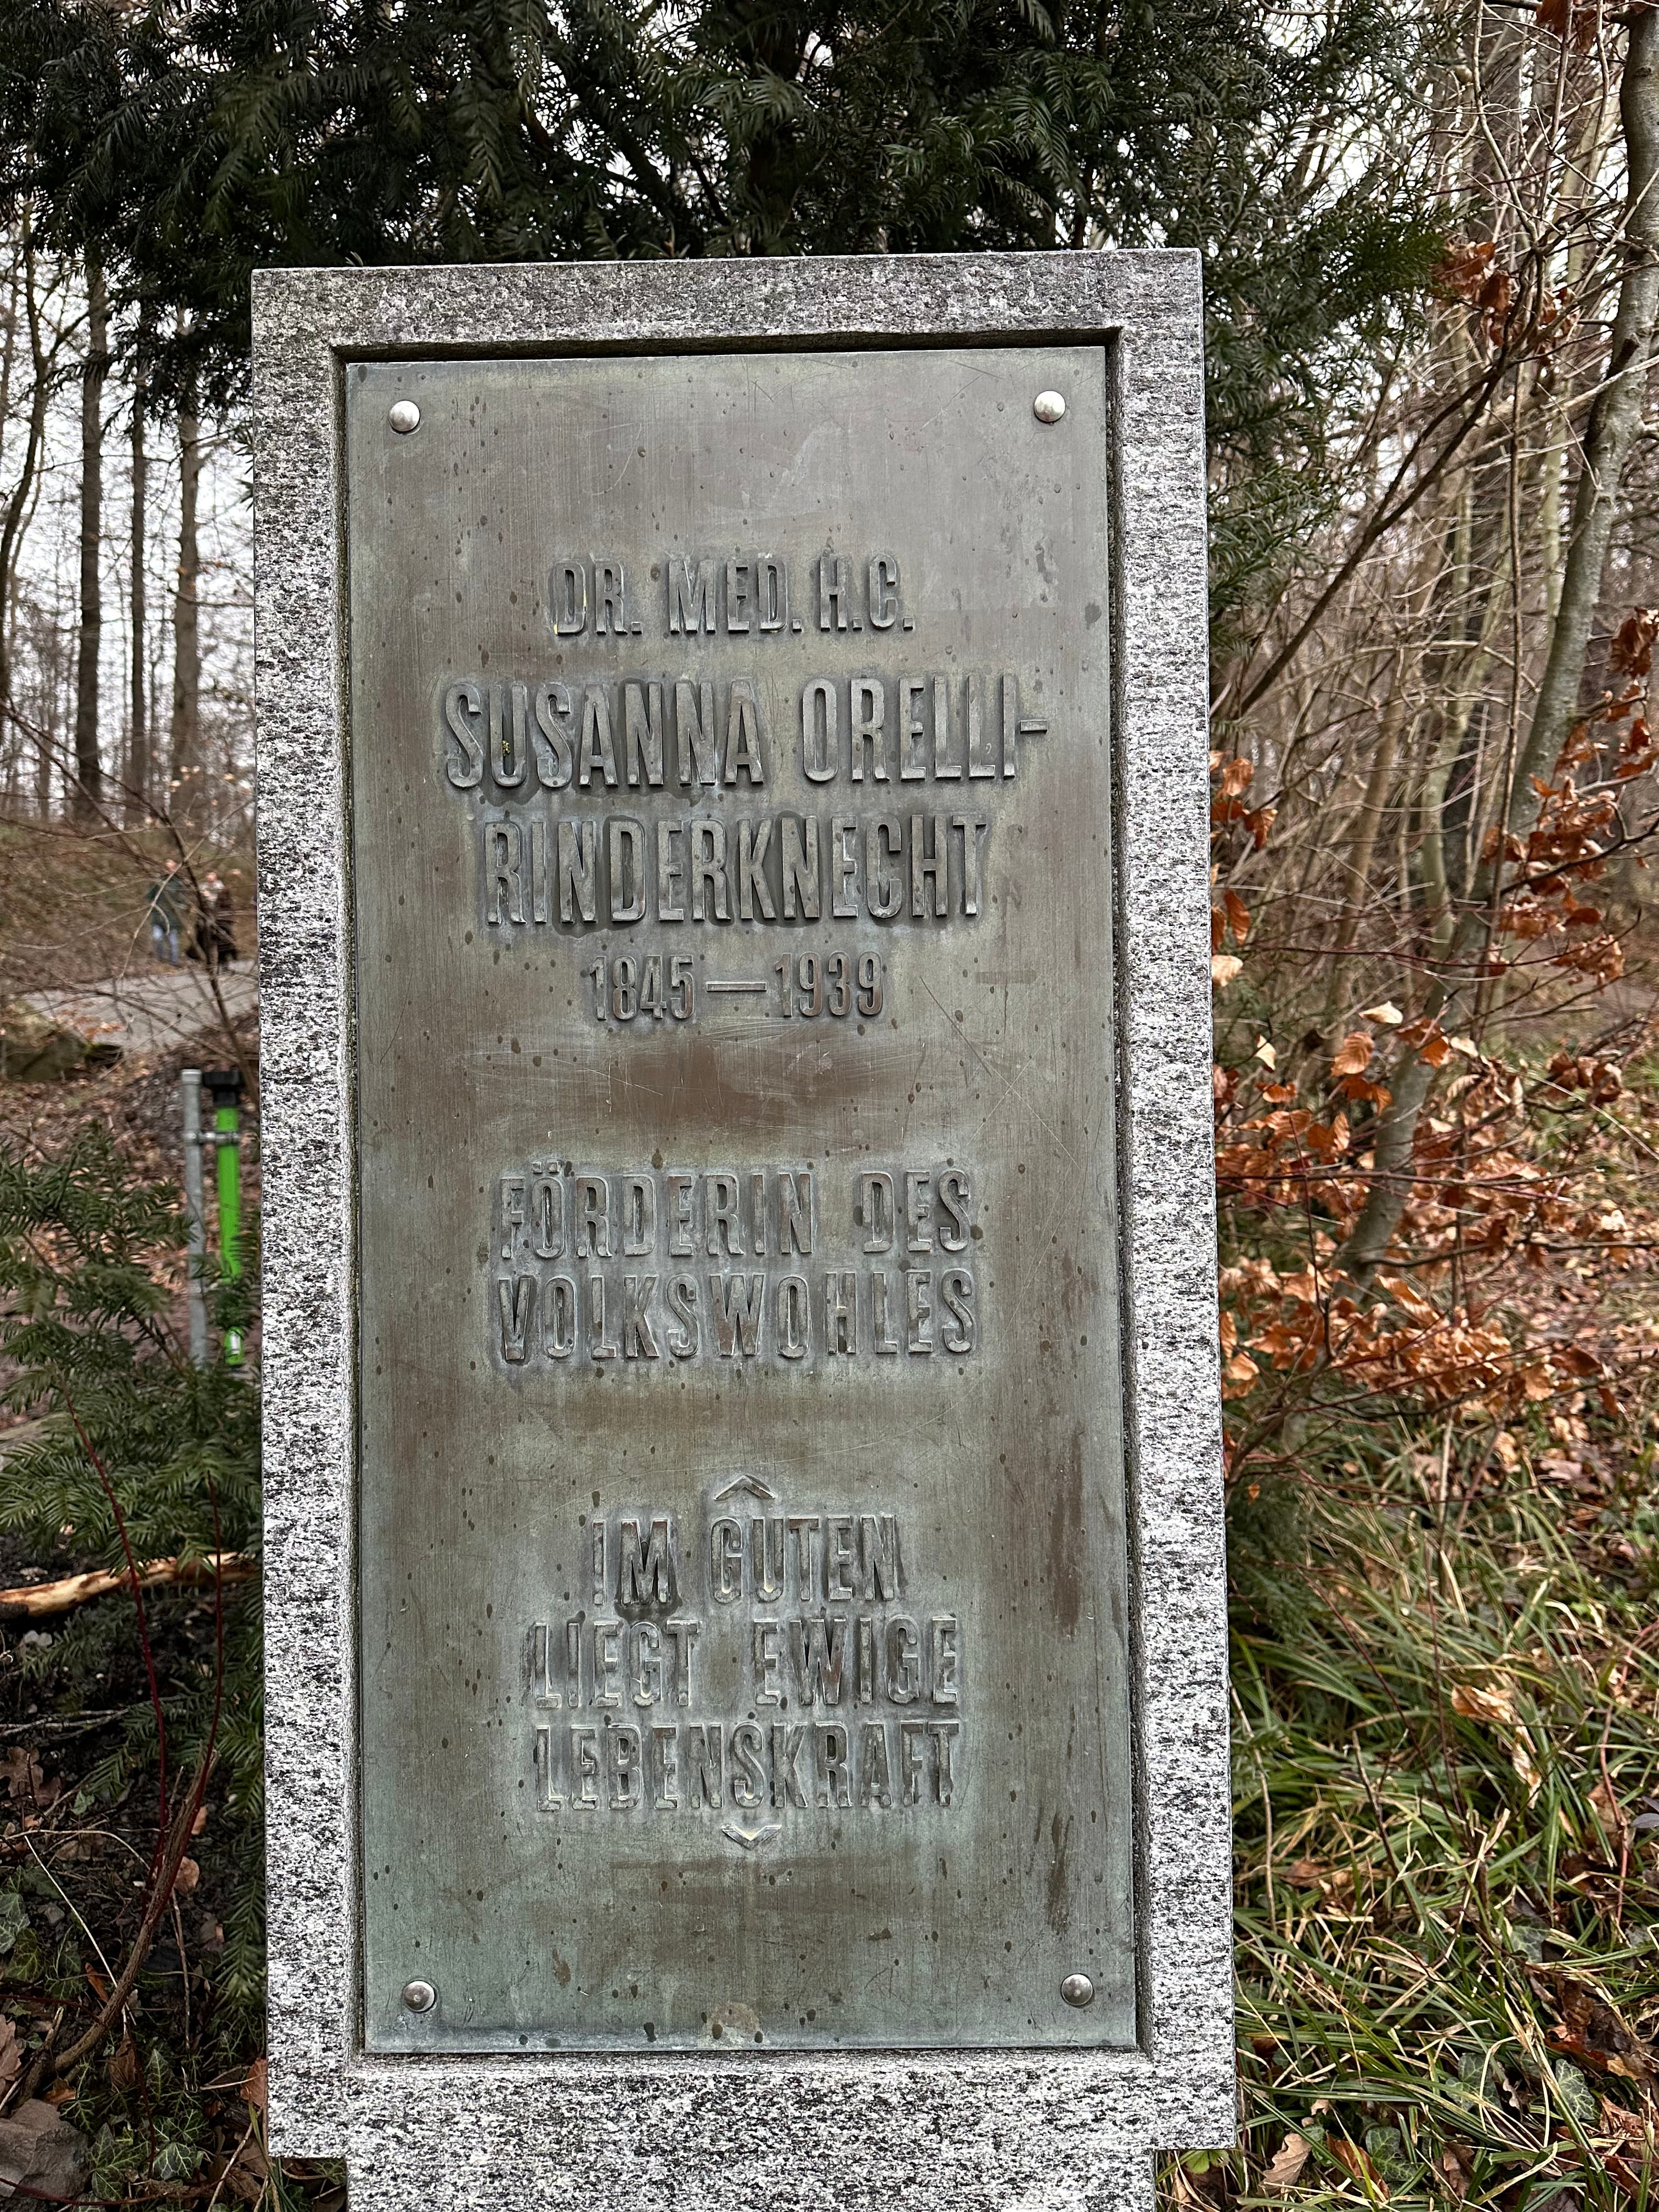 DR. MED. H.C.
SUSANNA ORELLI-
RINDERKNECHT
1845 — 1939
FÖRDERIN DES
VOLKSWOHLES
IM GUTEN
LIEGT EWIGE
LEBENSKRAFT